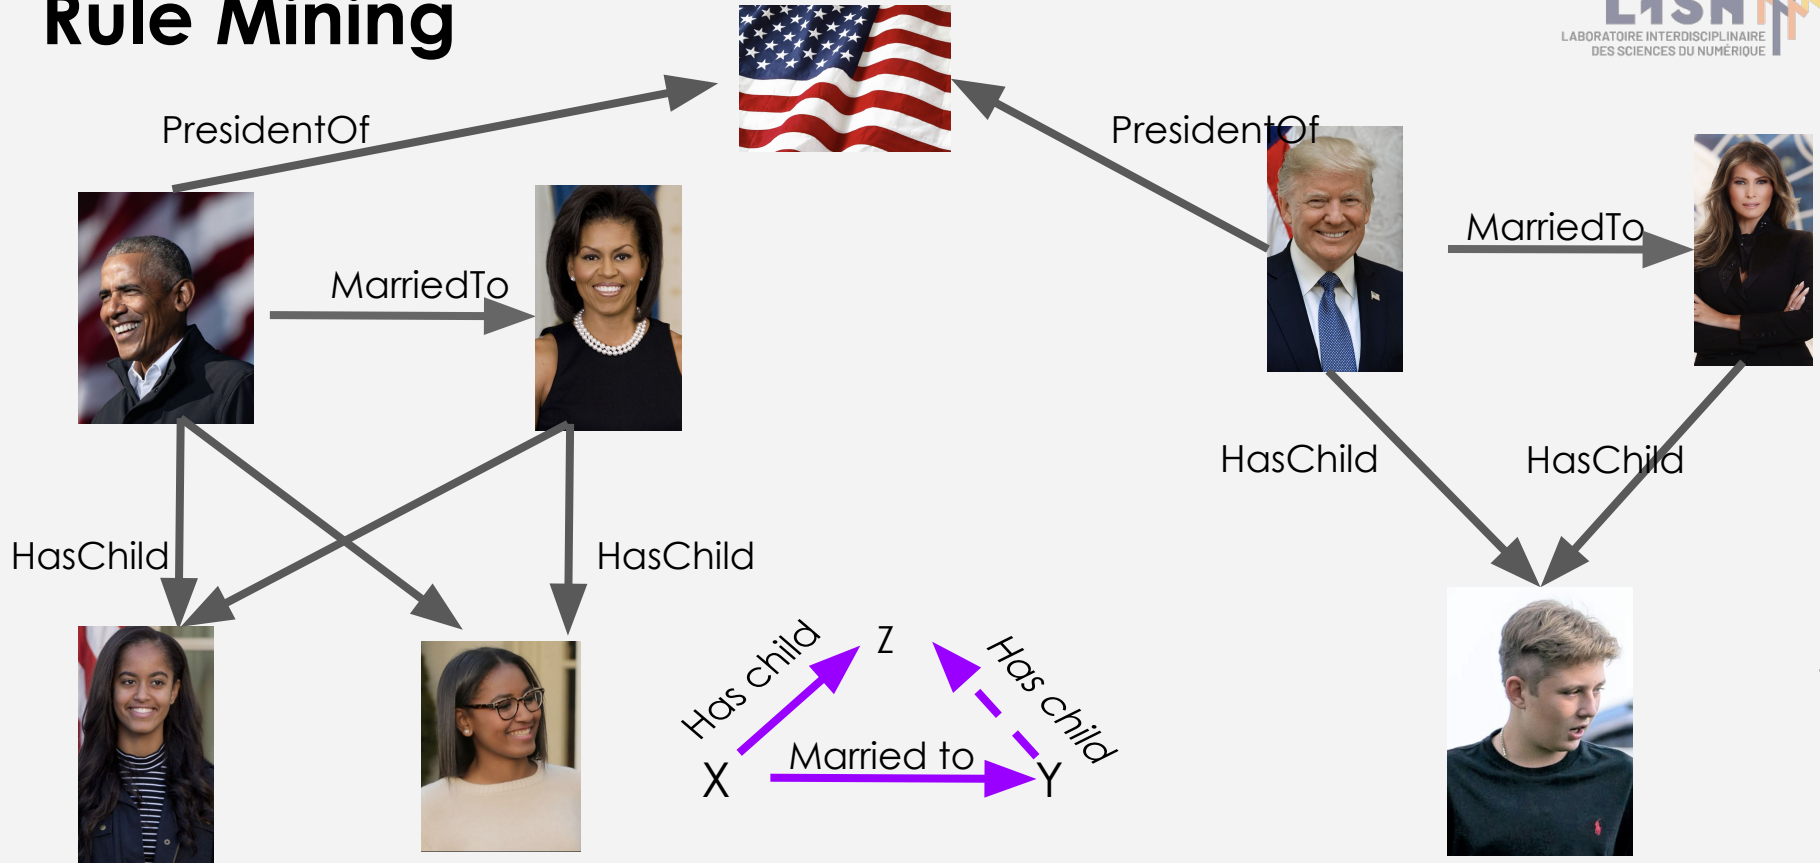 Rule Mining
LISN
LABORATOIRE INTERDISCIPLINAIRE
DES SCIENCES DU NUMÉRIQUE
PresidentOf
PresidentOf
MarriedTo
MarriedTo
HasChild
HasChild
HasChild
HasChild
Has child
Z
Has child
Married to
X
Y